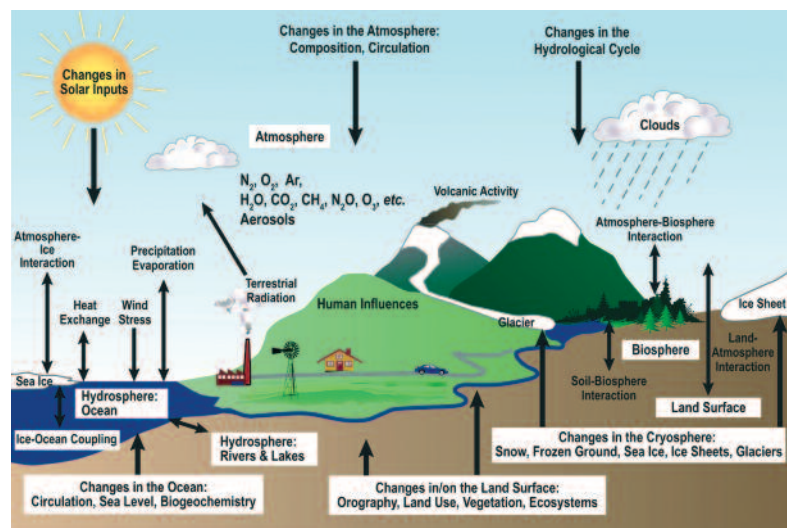 Changes in the Atmosphere:
Composition, Circulation
Changes in the
Hydrological Cycle
Changes in
Solar Inputs
Clouds
Atmosphere
N₂, O₂, Ar,
H₂O, CO₂, CH₄, N₂O, O₃, etc.
Aerosols
Volcanic Activity
Atmosphere-Biosphere
Interaction
Atmosphere-
Ice
Interaction
Precipitation
Evaporation
Terrestrial
Radiation
Heat
Exchange
Wind
Stress
Human Influences
Glacier
Ice Sheet
Biosphere
Land-
Atmosphere
Interaction
Soil-Biosphere
Interaction
Sea Ice
Hydrosphere:
Ocean
Land Surface
Ice-Ocean Coupling
Hydrosphere:
Rivers & Lakes
Changes in the Cryosphere:
Snow, Frozen Ground, Sea Ice, Ice Sheets, Glaciers
Changes in the Ocean:
Circulation, Sea Level, Biogeochemistry
Changes in/on the Land Surface:
Orography, Land Use, Vegetation, Ecosystems